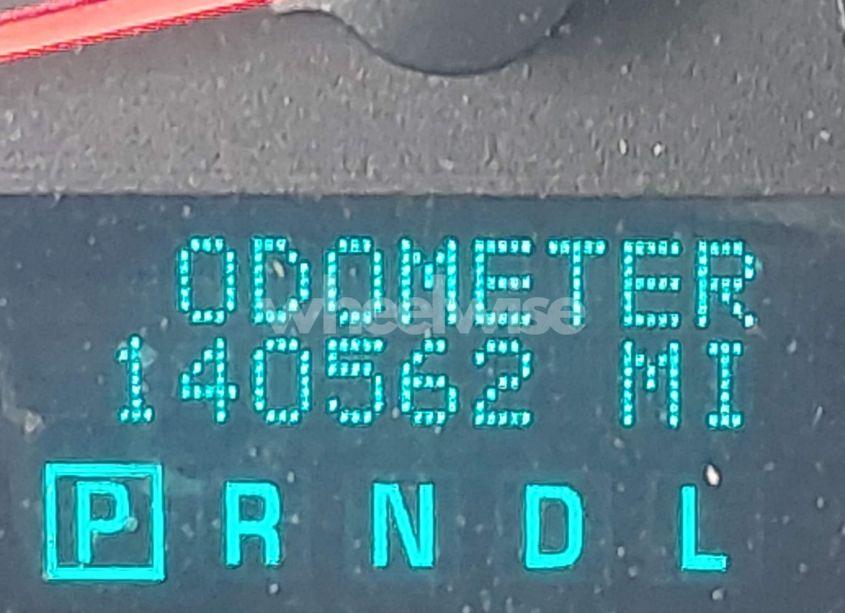 ODOMETER
wheelwise
140562 MI
P R N D L